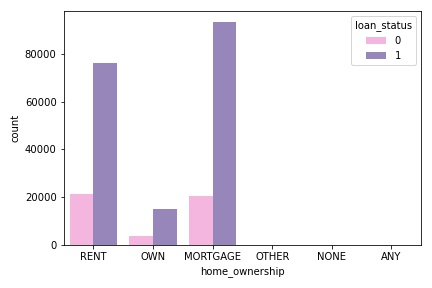 loan_status
0
1
80000
60000
40000
20000
0
count
RENT OWN MORTGAGE OTHER NONE ANY
home_ownership